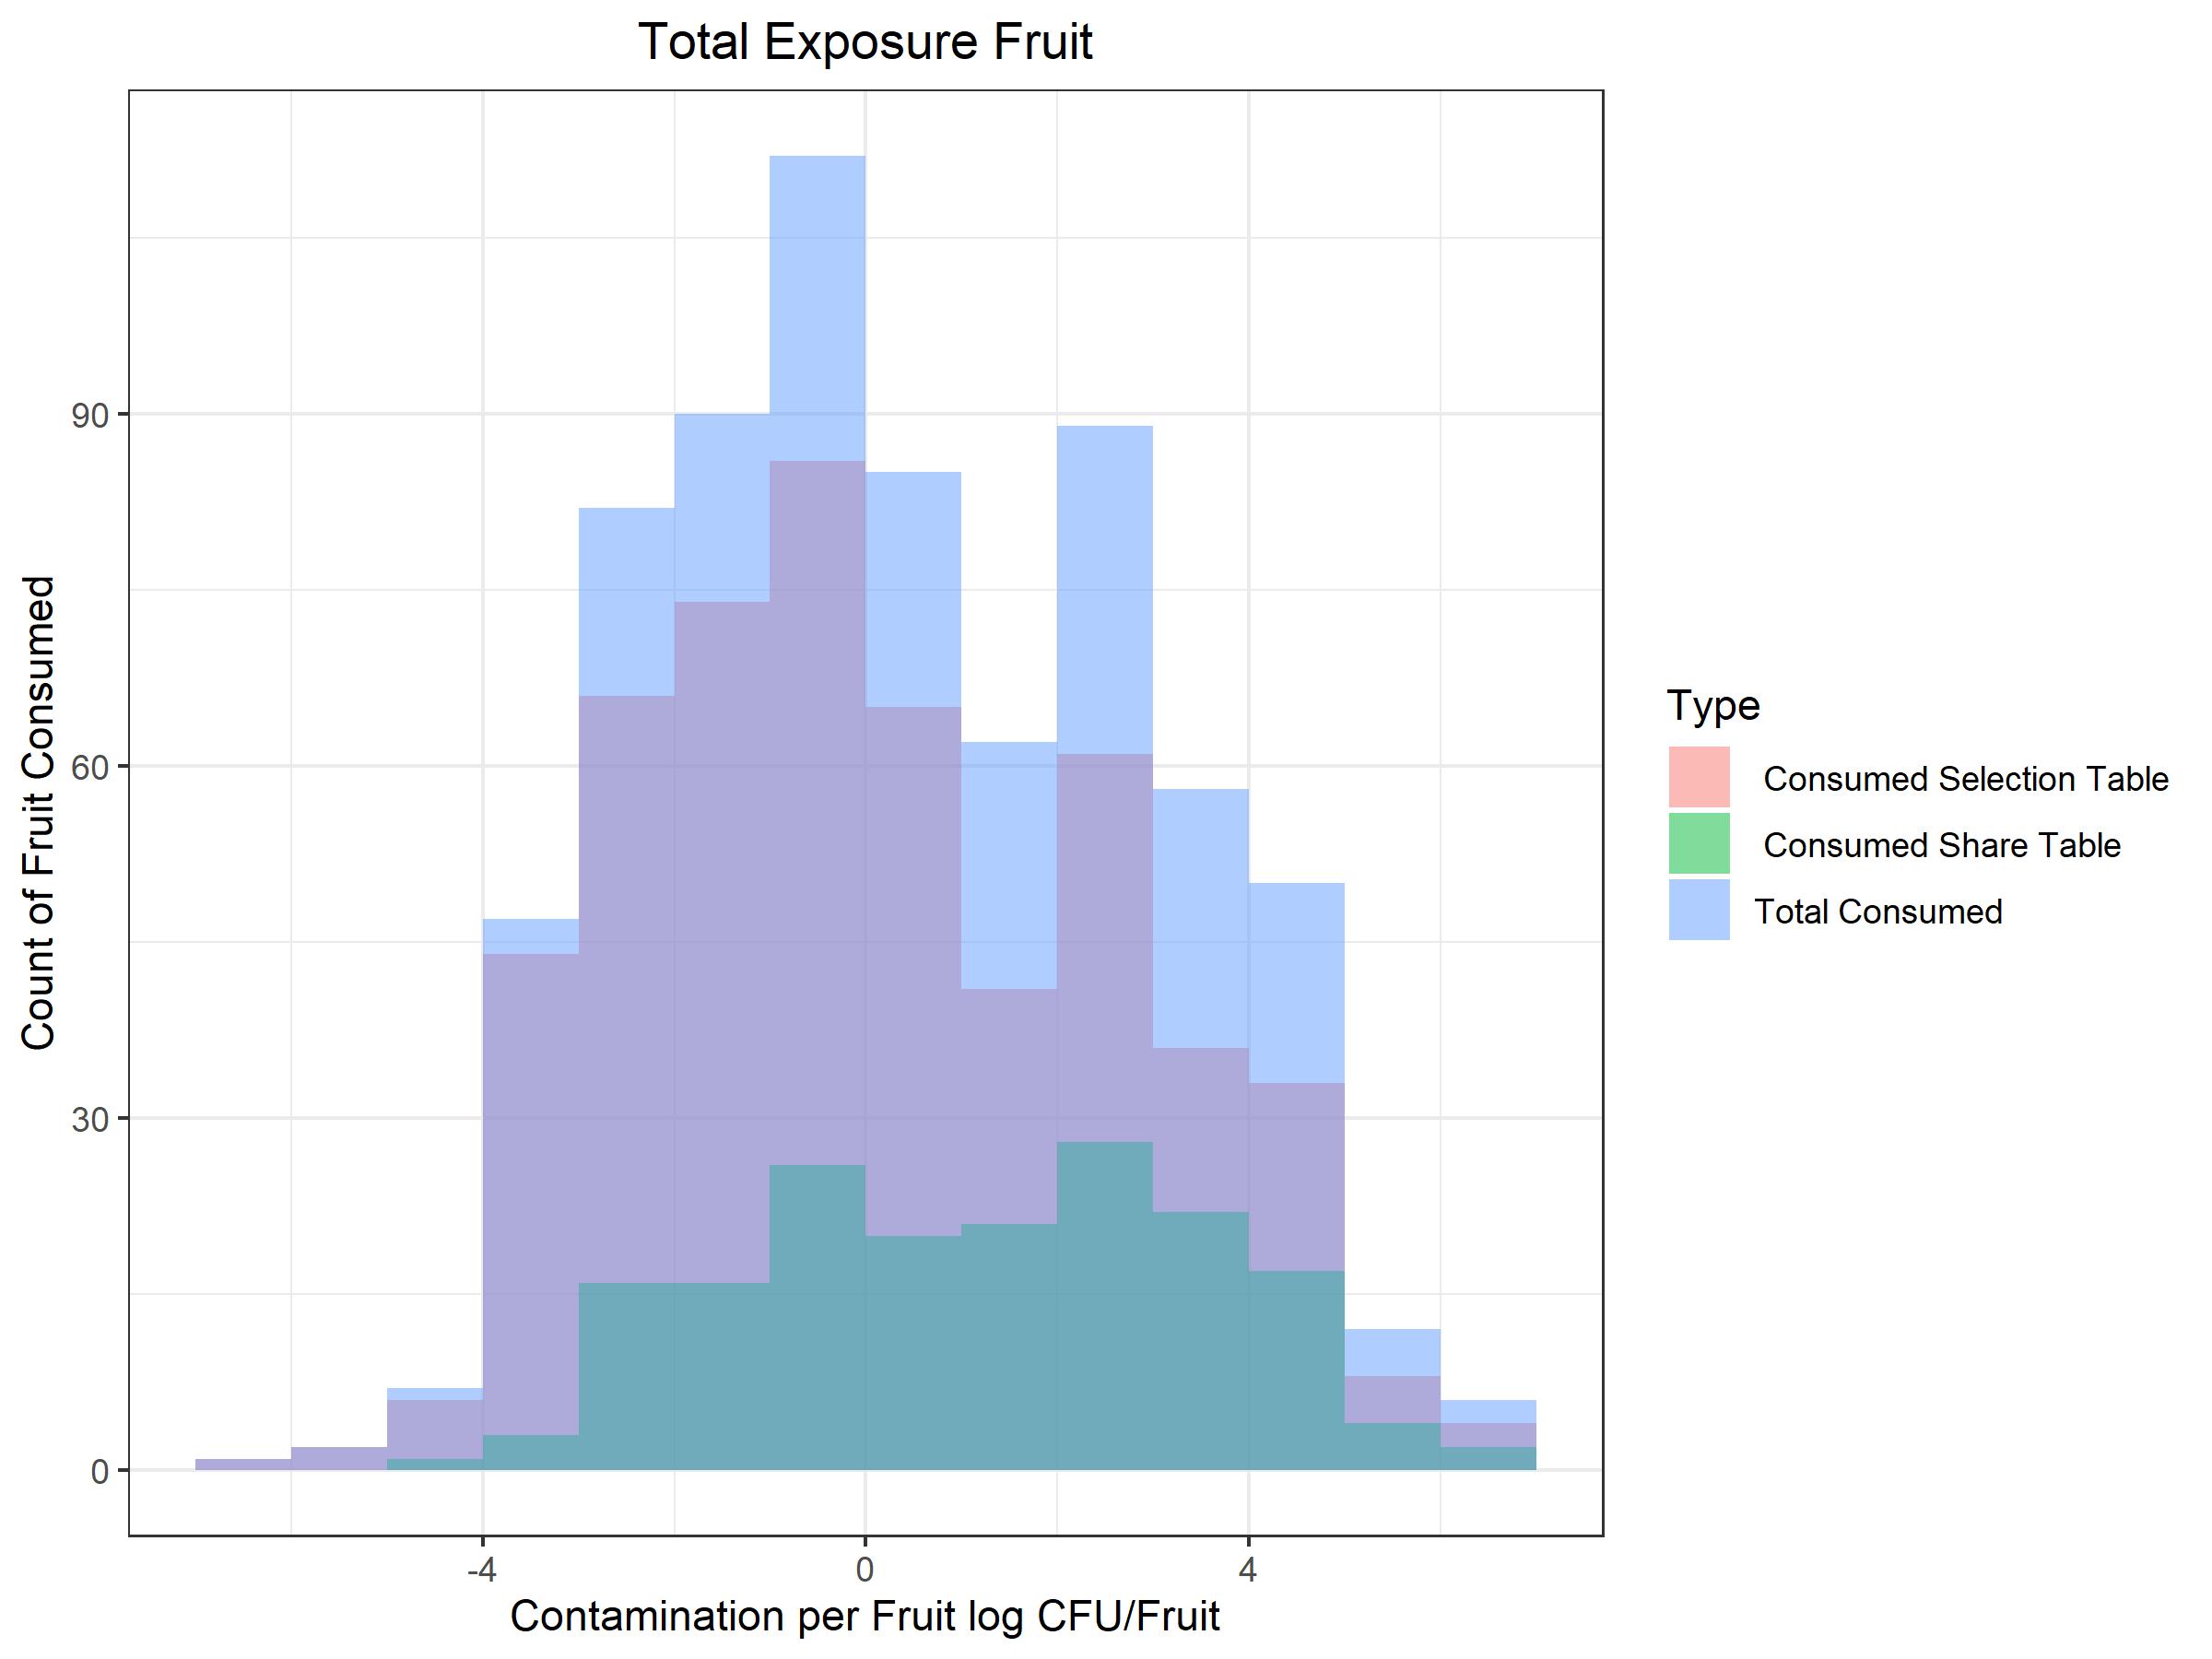 Total Exposure Fruit
Count of Fruit Consumed
90
60
30
0
-4
0
4
Contamination per Fruit log CFU/Fruit
Type
Consumed Selection Table
Consumed Share Table
Total Consumed